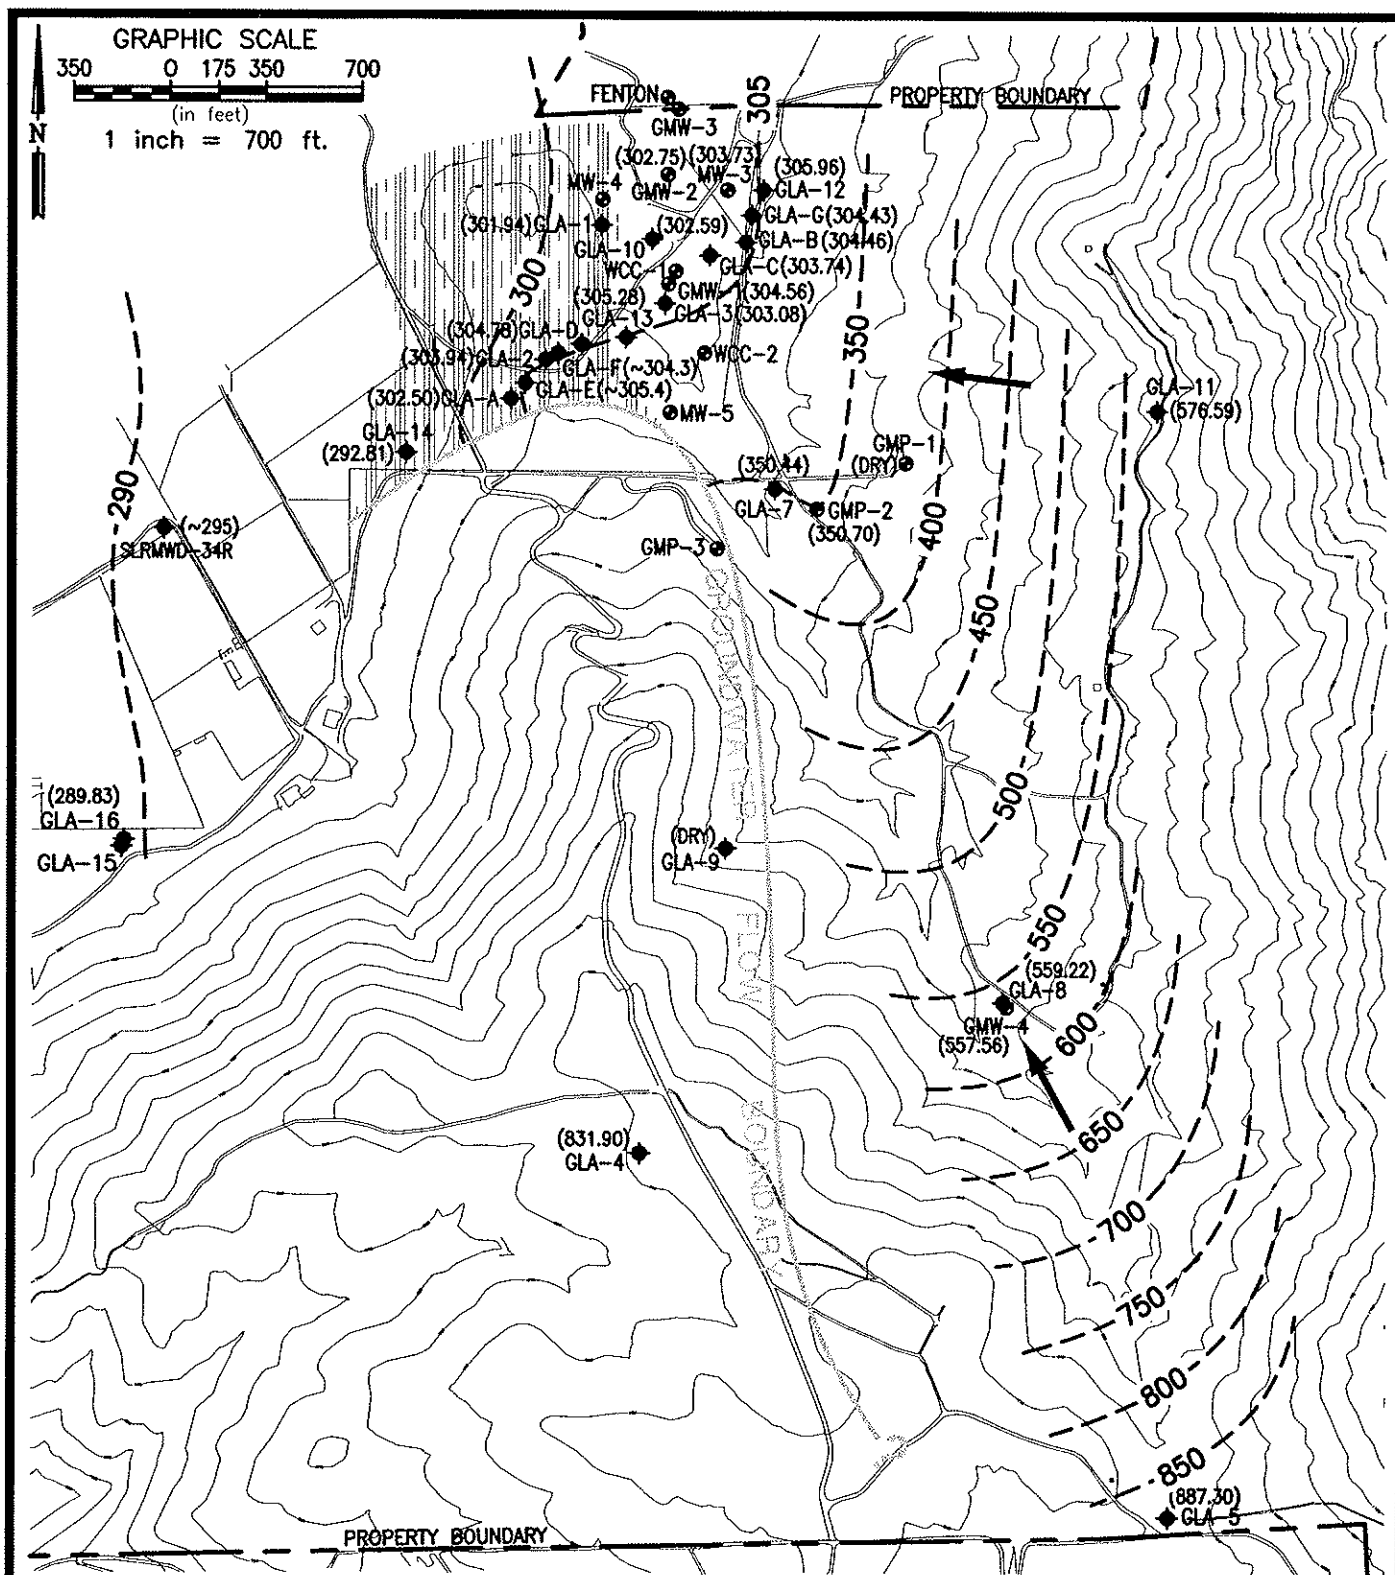 GRAPHIC SCALE
350 0 175 350 700
(in feet)
1 inch = 700 ft.
N
FENTON
GMW-3
305
PROPERTY BOUNDARY
(302.75)
GMW-2
(303.73)
MW-3
(305.96)
GLA-12
MW-4
(301.94) GLA-1
GLA-G (304.43)
(302.59)
GLA-10
GLA-B (304.46)
WCC-1
GLA-C (303.74)
300
GMW-1 (304.56)
(305.28)
GLA-13
GLA-3 (303.08)
(304.78) GLA-D
350
WCC-2
(303.94) GLA-2
GLA-F (~304.3)
GLA-E (~305.4)
(302.50) GLA-A
MW-5
GLA-11
(576.59)
GLA-14
(292.81)
GMP-1
(DRY)
(350.44)
GLA-7
GMP-2
(350.70)
290
(~295)
SLRMWD-34R
400
GMP-3
450
500
(289.83)
GLA-16
GLA-15
(DRY)
GLA-9
GROUNDWATER FLOW BOUNDARY
550
(559.22)
GLA-8
GMW-4
(557.56)
600
650
(831.90)
GLA-4
700
750
800
850
(887.30)
GLA-5
PROPERTY BOUNDARY